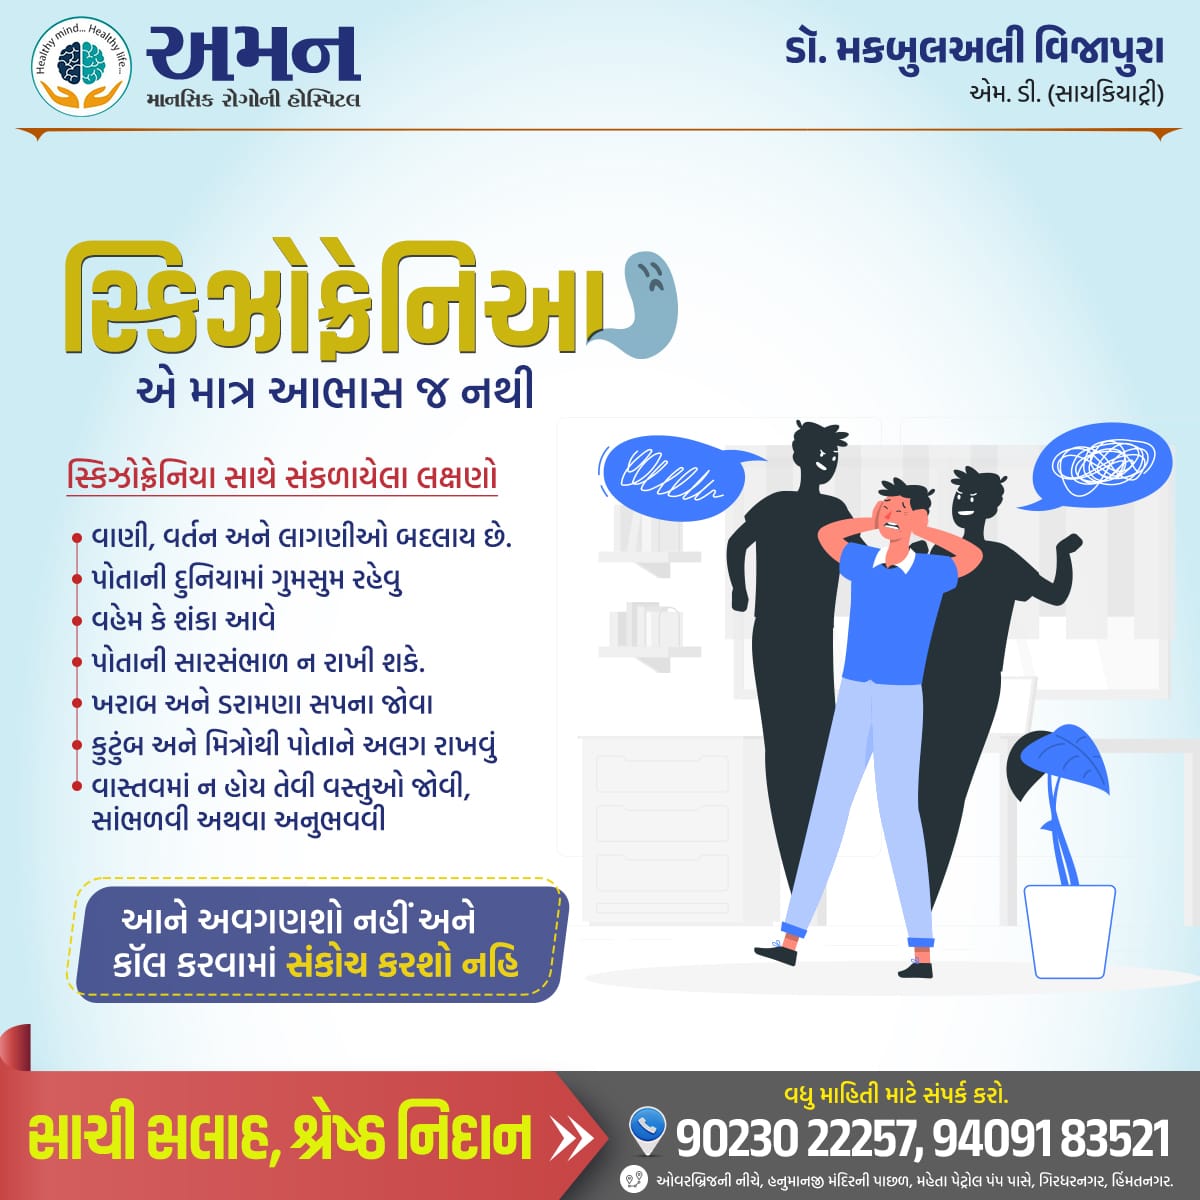 Healthy mind... Healthy life...
અમન
માનસિક રોગોની હોસ્પિટલ
ડૉ. મકબુલઅલી વિજાપુરા
એમ. ડી. (સાયકિયાટ્રી)
સ્કિઝોફ્રેનિઆ
એ માત્ર આભાસ જ નથી
સ્કિઝોફ્રેનિયા સાથે સંકળાયેલા લક્ષણો
• વાણી, વર્તન અને લાગણીઓ બદલાય છે.
• પોતાની દુનિયામાં ગુમસુમ રહેવુ
• વહેમ કે શંકા આવે
• પોતાની સારસંભાળ ન રાખી શકે.
• ખરાબ અને ડરામણા સપના જોવા
• કુટુંબ અને મિત્રોથી પોતાને અલગ રાખવું
• વાસ્તવમાં ન હોય તેવી વસ્તુઓ જોવી,
સાંભળવી અથવા અનુભવવી
આને અવગણશો નહીં અને
કૉલ કરવામાં સંકોચ કરશો નહિ
સાચી સલાહ, શ્રેષ્ઠ નિદાન
વધુ માહિતી માટે સંપર્ક કરો.
90230 22257, 94091 83521
ઓવરબ્રિજની નીચે, હનુમાનજી મંદિરની પાછળ, મહેતા પેટ્રોલ પંપ પાસે, ગિરધરનગર, હિંમતનગર.